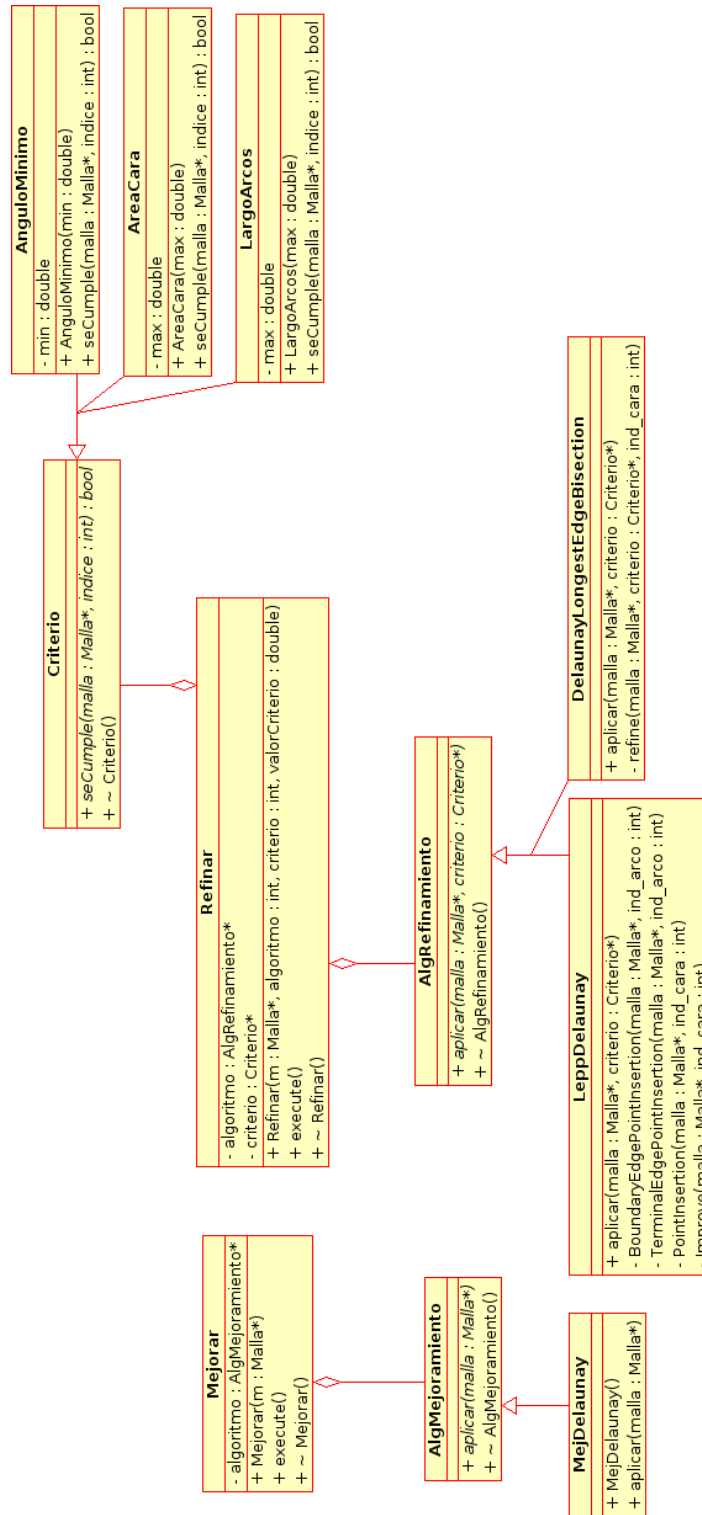 Mejorar
- algoritmo : AlgMejoramiento*
+ Mejorar(m : Malla*)
+ execute()
+ ~ Mejorar()
AlgMejoramiento
+ aplicar(malla : Malla*)
+ ~ AlgMejoramiento()
MejDelaunay
+ MejDelaunay()
+ aplicar(malla : Malla*)
Criterio
+ seCumple(malla : Malla*, indice : int) : bool
+ ~ Criterio()
Refinar
- algoritmo : AlgRefinamiento*
- criterio : Criterio*
+ Refinar(m : Malla*, algoritmo : int, criterio : int, valorCriterio : double)
+ execute()
+ ~ Refinar()
AlgRefinamiento
+ aplicar(malla : Malla*, criterio : Criterio*)
+ ~ AlgRefinamiento()
LeppDelaunay
+ aplicar(malla : Malla*, criterio : Criterio*)
- BoundaryEdgePointInsertion(malla : Malla*, ind_arco : int)
- TerminalEdgePointInsertion(malla : Malla*, ind_arco : int)
- PointInsertion(malla : Malla*, ind_cara : int)
- Improve(malla : Malla*, ind_cara : int)
DelaunayLongestEdgeBisection
+ aplicar(malla : Malla*, criterio : Criterio*)
- refine(malla : Malla*, criterio : Criterio*, ind_cara : int)
AnguloMinimo
- min : double
+ AnguloMinimo(min : double)
+ seCumple(malla : Malla*, indice : int) : bool
AreaCara
- max : double
+ AreaCara(max : double)
+ seCumple(malla : Malla*, indice : int) : bool
LargoArcos
- max : double
+ LargoArcos(max : double)
+ seCumple(malla : Malla*, indice : int) : bool